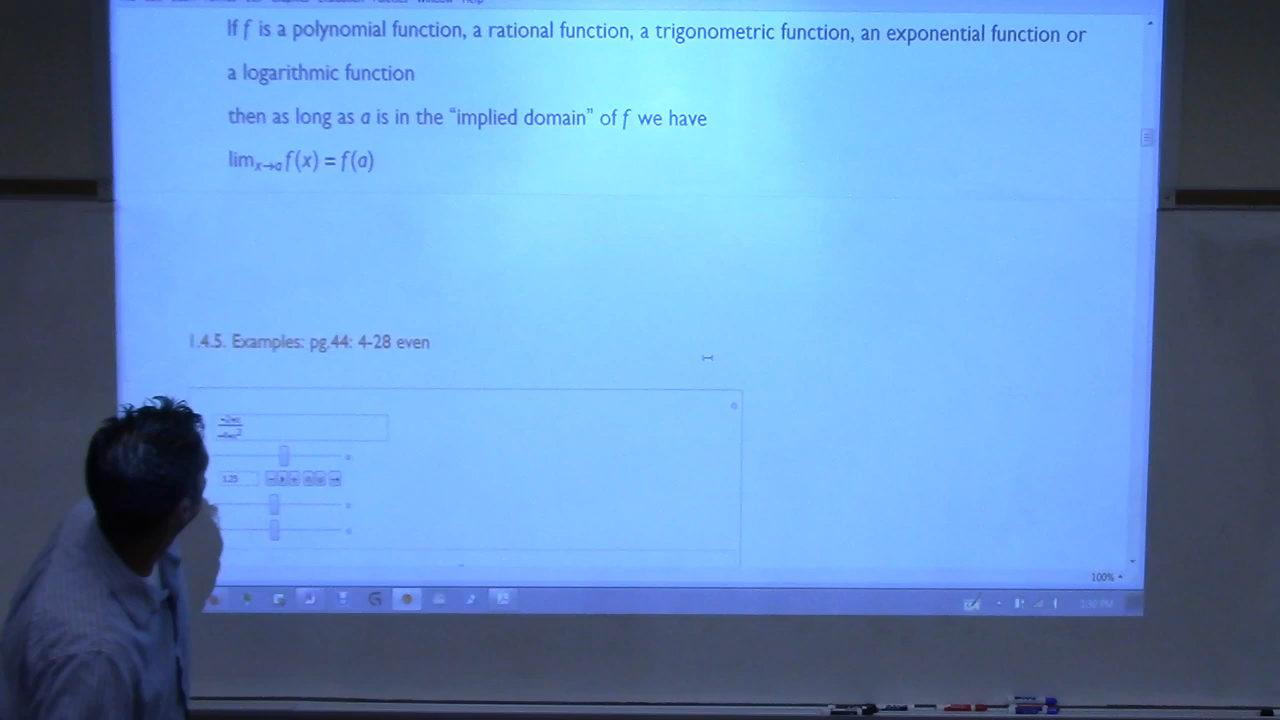 If f is a polynomial function, a rational function, a trigonometric function, an exponential function or
a logarithmic function
then as long as a is in the “implied domain” of f we have
limₓ→ₐ f(x) = f(a)
1.4.5. Examples: pg.44: 4-28 even
100%